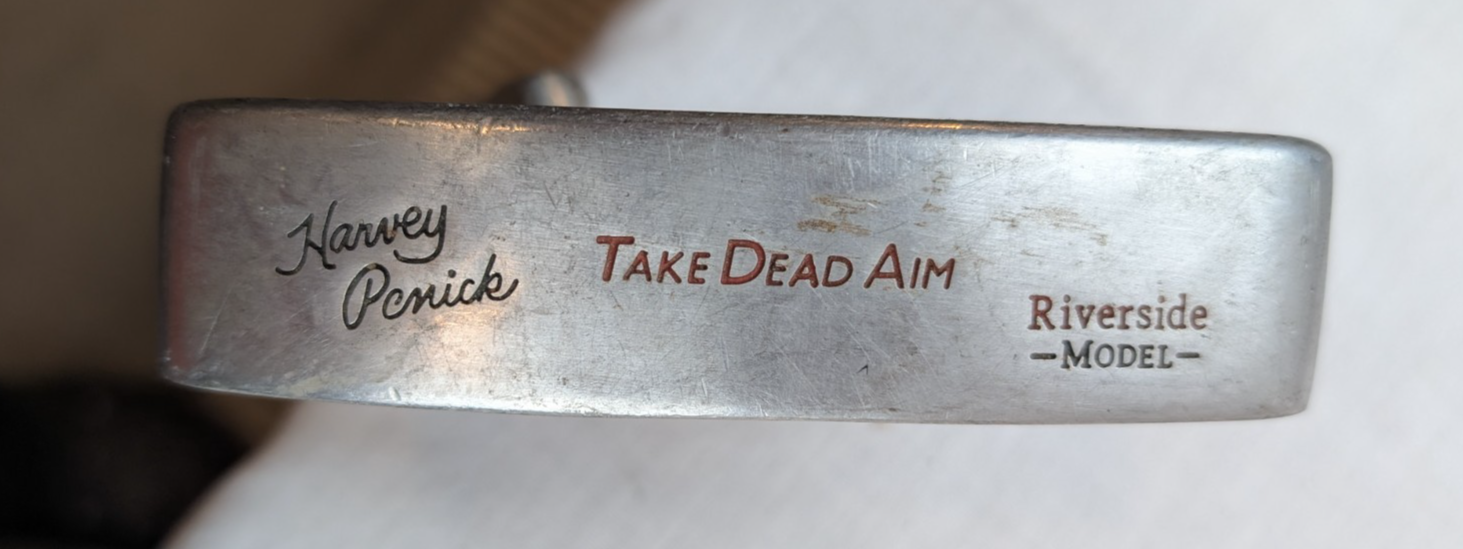 Harvey
Penick
TAKE DEAD AIM
Riverside
-MODEL-